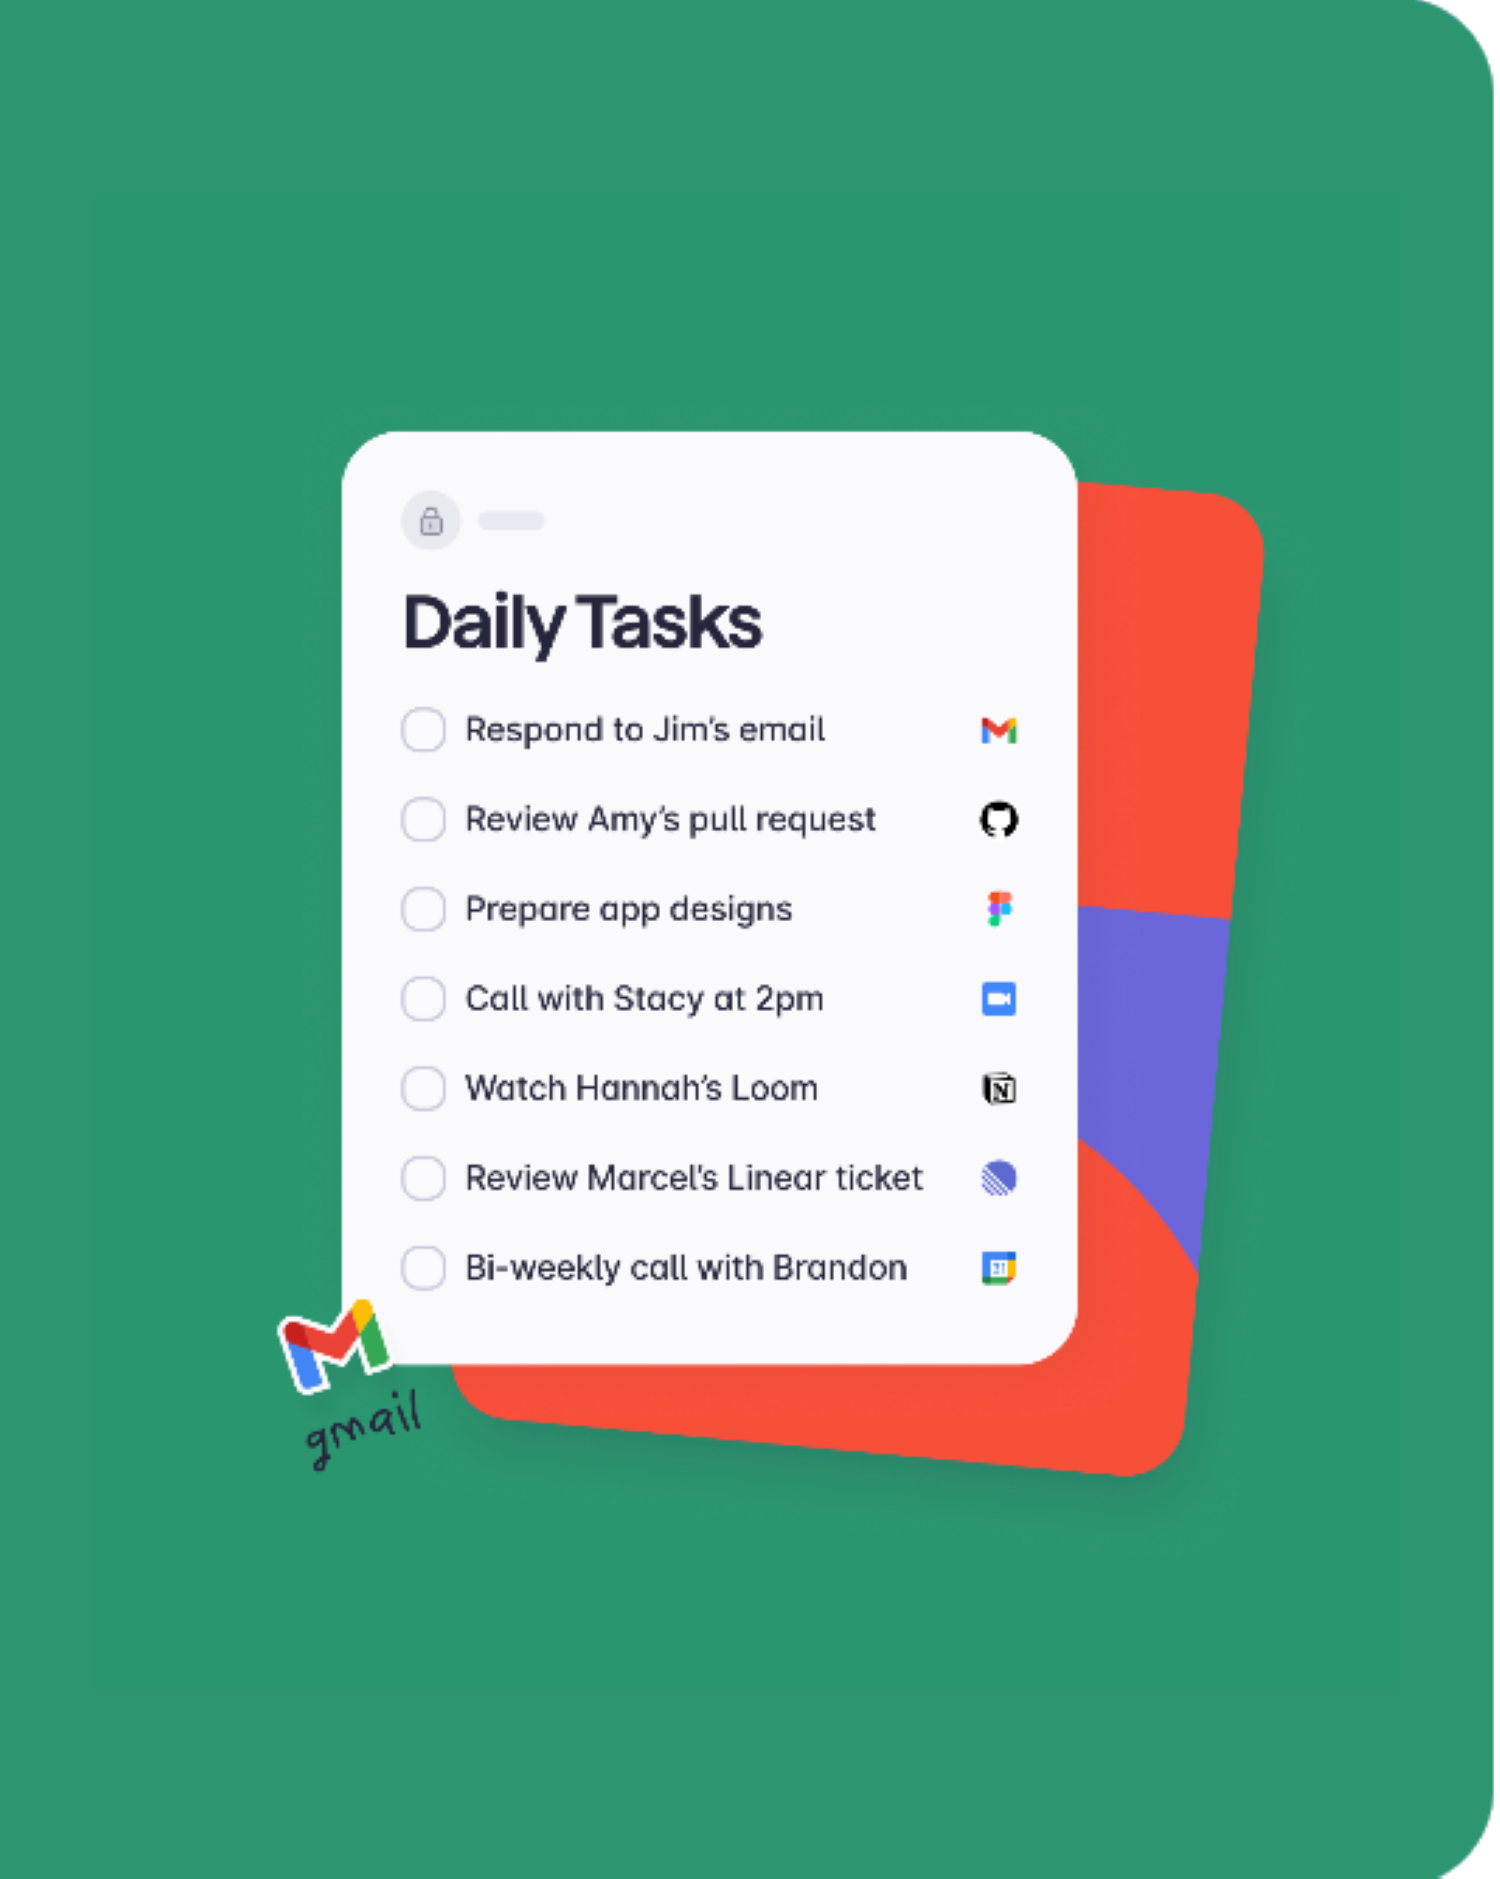 Daily Tasks
Respond to Jim's email
Review Amy's pull request
Prepare app designs
Call with Stacy at 2pm
Watch Hannah's Loom
Review Marcel's Linear ticket
Bi-weekly call with Brandon
31
gmail